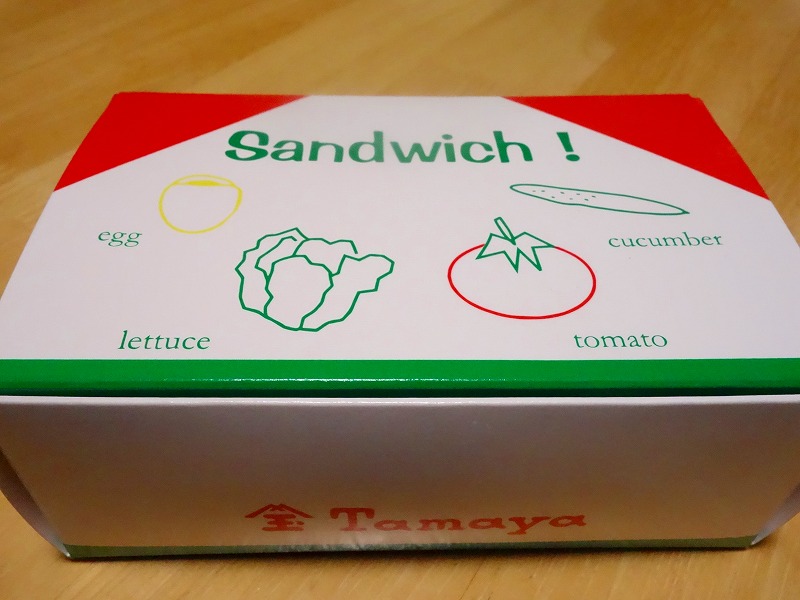 Sandwich !
egg
cucumber
lettuce
tomato
玉 Tamaya